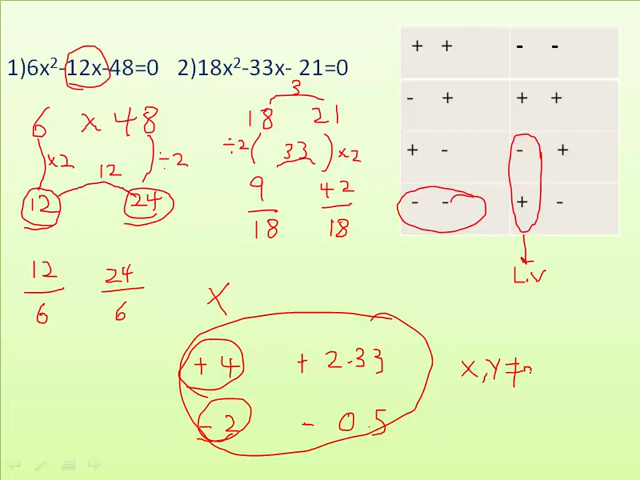 1)6x²-12x-48=0   2)18x²-33x- 21=0
+ +   - -
- +   + +
+ -   - +
- -   + -
L.V
6 x 48
x2   12   ÷2
12   24
12/6   24/6
3
18   21
÷2 ( 33 ) x2
9/18   42/18
X
+ 4   + 2.33
- 2   - 0.5
X,Y